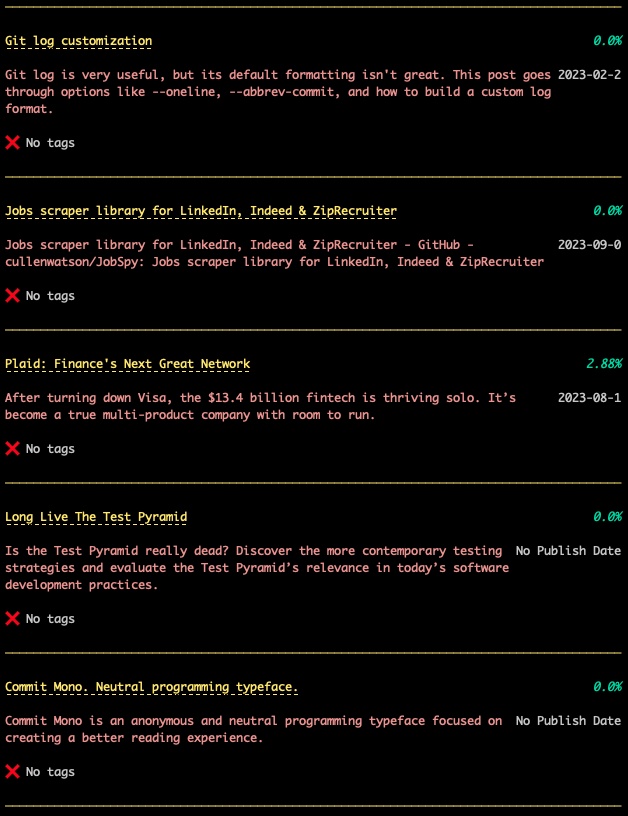 Git log customization 0.0%
Git log is very useful, but its default formatting isn't great. This post goes 2023-02-2
through options like --oneline, --abbrev-commit, and how to build a custom log
format.
❌ No tags
Jobs scraper library for LinkedIn, Indeed & ZipRecruiter 0.0%
Jobs scraper library for LinkedIn, Indeed & ZipRecruiter - GitHub - 2023-09-0
cullenwatson/JobSpy: Jobs scraper library for LinkedIn, Indeed & ZipRecruiter
❌ No tags
Plaid: Finance's Next Great Network 2.88%
After turning down Visa, the $13.4 billion fintech is thriving solo. It’s 2023-08-1
become a true multi-product company with room to run.
❌ No tags
Long Live The Test Pyramid 0.0%
Is the Test Pyramid really dead? Discover the more contemporary testing No Publish Date
strategies and evaluate the Test Pyramid’s relevance in today’s software
development practices.
❌ No tags
Commit Mono. Neutral programming typeface. 0.0%
Commit Mono is an anonymous and neutral programming typeface focused on No Publish Date
creating a better reading experience.
❌ No tags